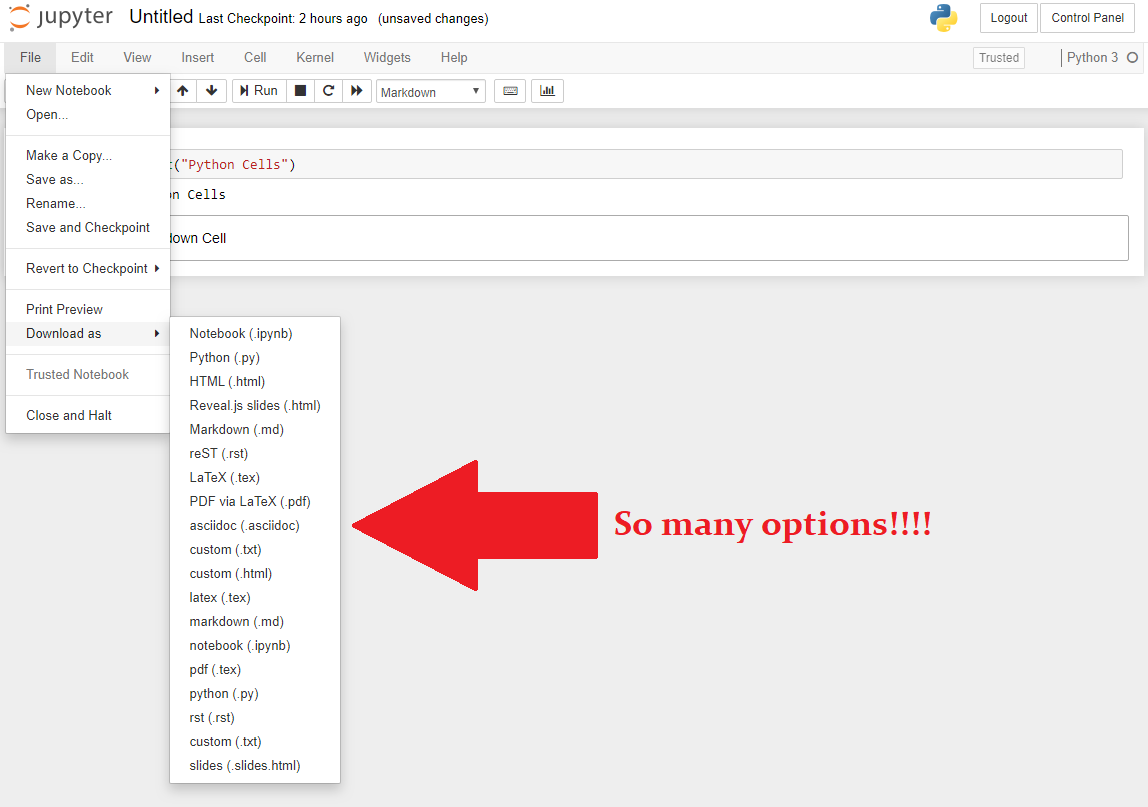 jupyter Untitled Last Checkpoint: 2 hours ago (unsaved changes) Logout Control Panel
File Edit View Insert Cell Kernel Widgets Help Trusted Python 3
Run Markdown
New Notebook
Open...
Make a Copy...
Save as...
Rename...
Save and Checkpoint
Revert to Checkpoint
Print Preview
Download as
Trusted Notebook
Close and Halt
("Python Cells")
on Cells
down Cell
Notebook (.ipynb)
Python (.py)
HTML (.html)
Reveal.js slides (.html)
Markdown (.md)
reST (.rst)
LaTeX (.tex)
PDF via LaTeX (.pdf)
asciidoc (.asciidoc)
custom (.txt)
custom (.html)
latex (.tex)
markdown (.md)
notebook (.ipynb)
pdf (.tex)
python (.py)
rst (.rst)
custom (.txt)
slides (.slides.html)
So many options!!!!